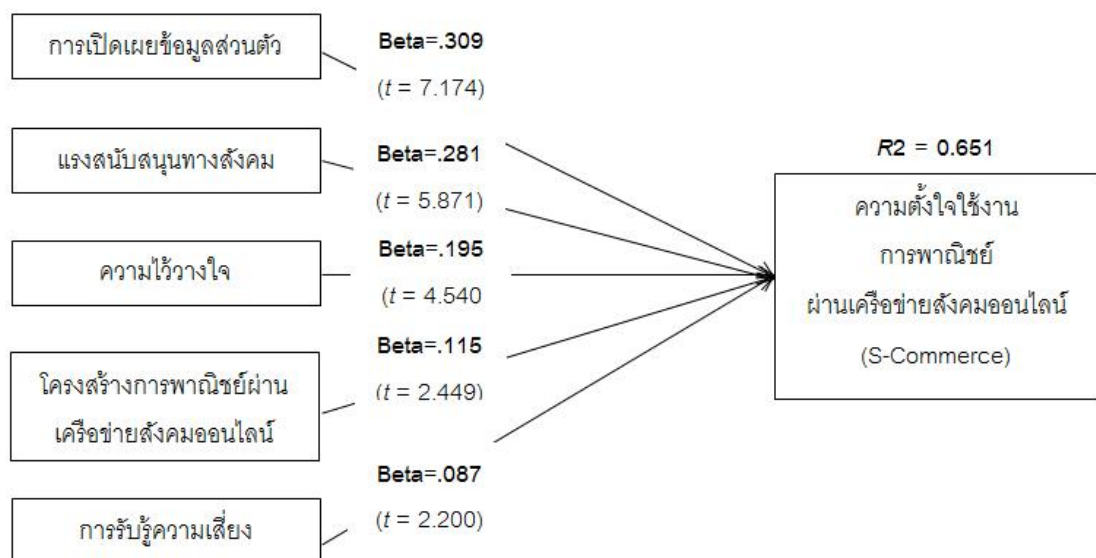 การเปิดเผยข้อมูลส่วนตัว
Beta=.309
(t = 7.174)
แรงสนับสนุนทางสังคม
Beta=.281
(t = 5.871)
ความไว้วางใจ
Beta=.195
(t = 4.540
โครงสร้างการพาณิชย์ผ่าน
เครือข่ายสังคมออนไลน์
Beta=.115
(t = 2.449)
การรับรู้ความเสี่ยง
Beta=.087
(t = 2.200)
R2 = 0.651
ความตั้งใจใช้งาน
การพาณิชย์
ผ่านเครือข่ายสังคมออนไลน์
(S-Commerce)